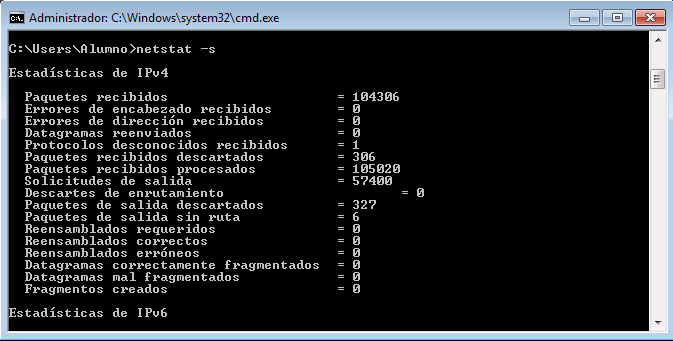 Administrador: C:\Windows\system32\cmd.exe
C:\Users\Alumno>netstat -s
Estadísticas de IPv4
Paquetes recibidos = 104306
Errores de encabezado recibidos = 0
Errores de dirección recibidos = 0
Datagramas reenviados = 0
Protocolos desconocidos recibidos = 1
Paquetes recibidos descartados = 306
Paquetes recibidos procesados = 105020
Solicitudes de salida = 57400
Descartes de enrutamiento = 0
Paquetes de salida descartados = 327
Paquetes de salida sin ruta = 6
Reensamblados requeridos = 0
Reensamblados correctos = 0
Reensamblados erróneos = 0
Datagramas correctamente fragmentados = 0
Datagramas mal fragmentados = 0
Fragmentos creados = 0
Estadísticas de IPv6